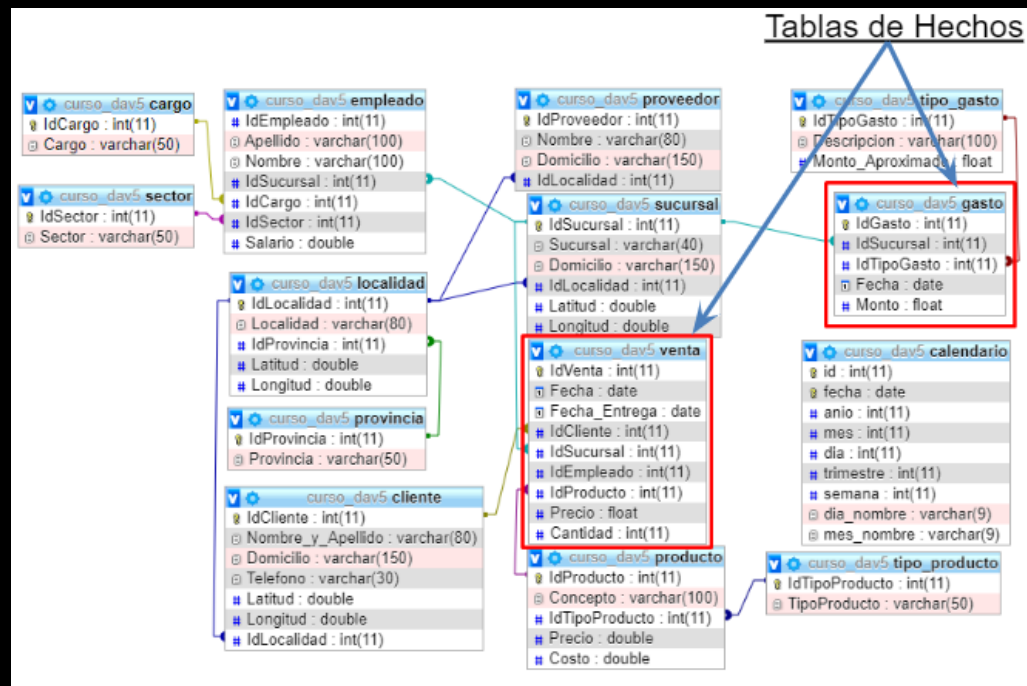 Tablas de Hechos
curso_dav5 cargo
IdCargo : int(11)
Cargo : varchar(50)
curso_dav5 sector
IdSector : int(11)
Sector : varchar(50)
curso_dav5 empleado
IdEmpleado : int(11)
Apellido : varchar(100)
Nombre : varchar(100)
IdSucursal : int(11)
IdCargo : int(11)
IdSector : int(11)
Salario : double
curso_dav5 localidad
IdLocalidad : int(11)
Localidad : varchar(80)
IdProvincia : int(11)
Latitud : double
Longitud : double
curso_dav5 provincia
IdProvincia : int(11)
Provincia : varchar(50)
curso_dav5 cliente
IdCliente : int(11)
Nombre_y_Apellido : varchar(80)
Domicilio : varchar(150)
Telefono : varchar(30)
Latitud : double
Longitud : double
IdLocalidad : int(11)
curso_dav5 proveedor
IdProveedor : int(11)
Nombre : varchar(80)
Domicilio : varchar(150)
IdLocalidad : int(11)
curso_dav5 sucursal
IdSucursal : int(11)
Sucursal : varchar(40)
Domicilio : varchar(150)
IdLocalidad : int(11)
Latitud : double
Longitud : double
curso_dav5 venta
IdVenta : int(11)
Fecha : date
Fecha_Entrega : date
IdCliente : int(11)
IdSucursal : int(11)
IdEmpleado : int(11)
IdProducto : int(11)
Precio : float
Cantidad : int(11)
curso_dav5 producto
IdProducto : int(11)
Concepto : varchar(100)
IdTipoProducto : int(11)
Precio : double
Costo : double
curso_dav5 tipo_gasto
IdTipoGasto : int(11)
Descripcion : varchar(100)
Monto_Aproximado : float
curso_dav5 gasto
IdGasto : int(11)
IdSucursal : int(11)
IdTipoGasto : int(11)
Fecha : date
Monto : float
curso_dav5 calendario
id : int(11)
fecha : date
anio : int(11)
mes : int(11)
dia : int(11)
trimestre : int(11)
semana : int(11)
dia_nombre : varchar(9)
mes_nombre : varchar(9)
curso_dav5 tipo_producto
IdTipoProducto : int(11)
TipoProducto : varchar(50)